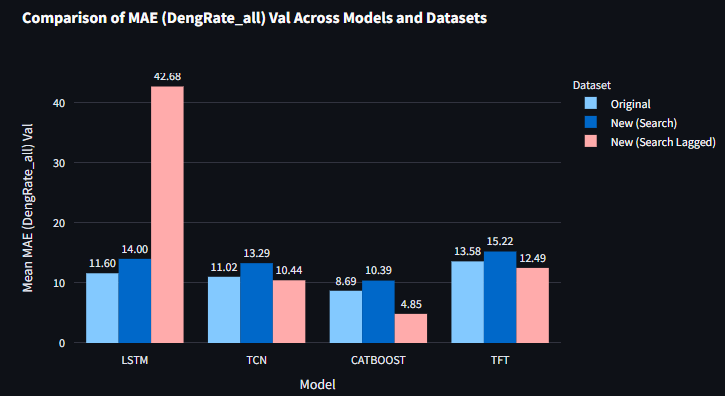 Comparison of MAE (DengRate_all) Val Across Models and Datasets
Mean MAE (DengRate_all) Val
40
30
20
10
0
11.60
14.00
42.68
11.02
13.29
10.44
8.69
10.39
4.85
13.58
15.22
12.49
LSTM
TCN
CATBOOST
TFT
Model
Dataset
Original
New (Search)
New (Search Lagged)